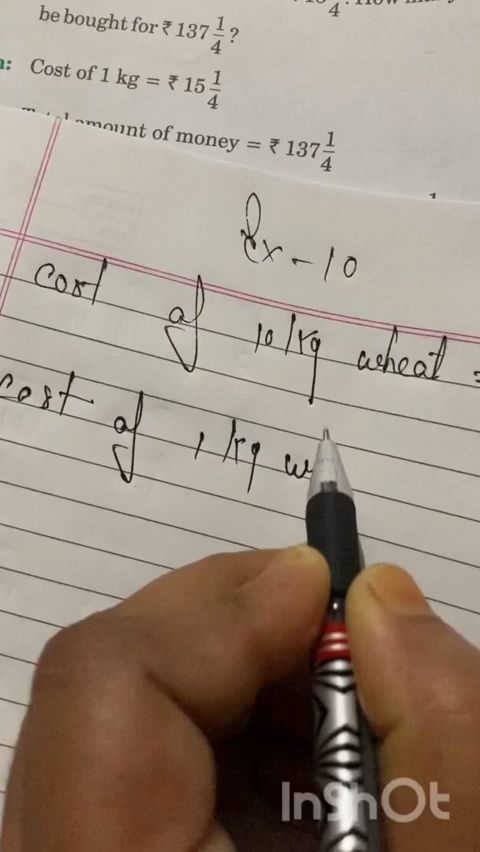 be bought for ₹ 137 1/4?
Cost of 1 kg = ₹ 15 1/4
amount of money = ₹ 137 1/4
Ex - 10
cost of 10 kg wheat =
cost of 1 kg w
InShOt